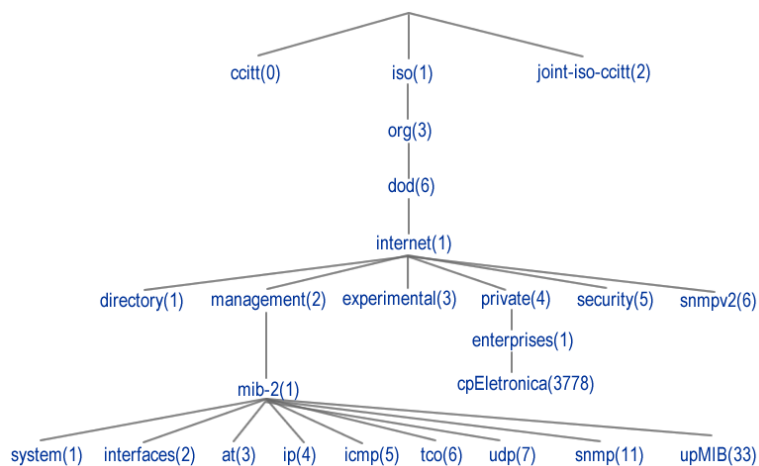 ccitt(0) iso(1) joint-iso-ccitt(2)
org(3)
dod(6)
internet(1)
directory(1) management(2) experimental(3) private(4) security(5) snmpv2(6)
enterprises(1)
mib-2(1) cpEletronica(3778)
system(1) interfaces(2) at(3) ip(4) icmp(5) tco(6) udp(7) snmp(11) upMIB(33)